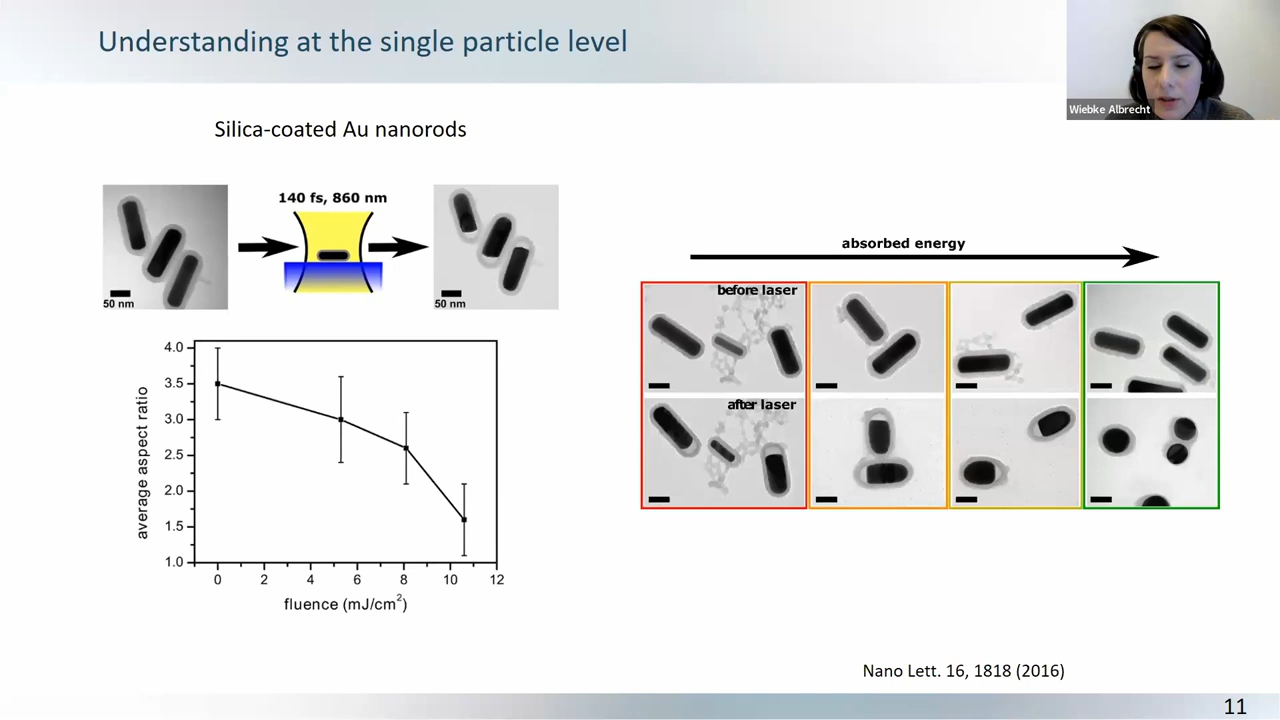 Understanding at the single particle level
Wiebke Albrecht
Silica-coated Au nanorods
140 fs, 860 nm
50 nm
50 nm
absorbed energy
before laser
after laser
4.0
3.5
3.0
2.5
2.0
1.5
1.0
average aspect ratio
0 2 4 6 8 10 12
fluence (mJ/cm²)
Nano Lett. 16, 1818 (2016)
11